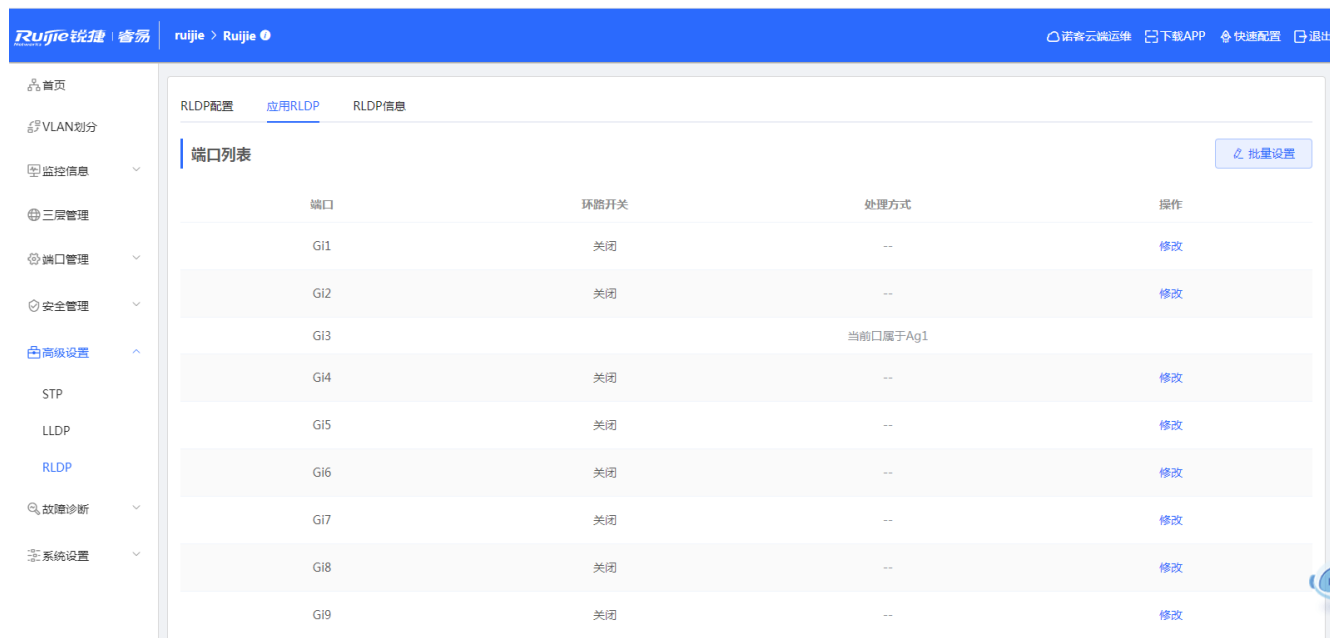 Ruijie锐捷 | 睿易 ruijie > Ruijie 诺客云端运维 下载APP 快速配置 退出
Networks
首页
VLAN划分
监控信息
三层管理
端口管理
安全管理
高级设置
STP
LLDP
RLDP
故障诊断
系统设置
RLDP配置 应用RLDP RLDP信息
端口列表 批量设置
端口 环路开关 处理方式 操作
Gi1 关闭 -- 修改
Gi2 关闭 -- 修改
Gi3 当前口属于Ag1
Gi4 关闭 -- 修改
Gi5 关闭 -- 修改
Gi6 关闭 -- 修改
Gi7 关闭 -- 修改
Gi8 关闭 -- 修改
Gi9 关闭 -- 修改